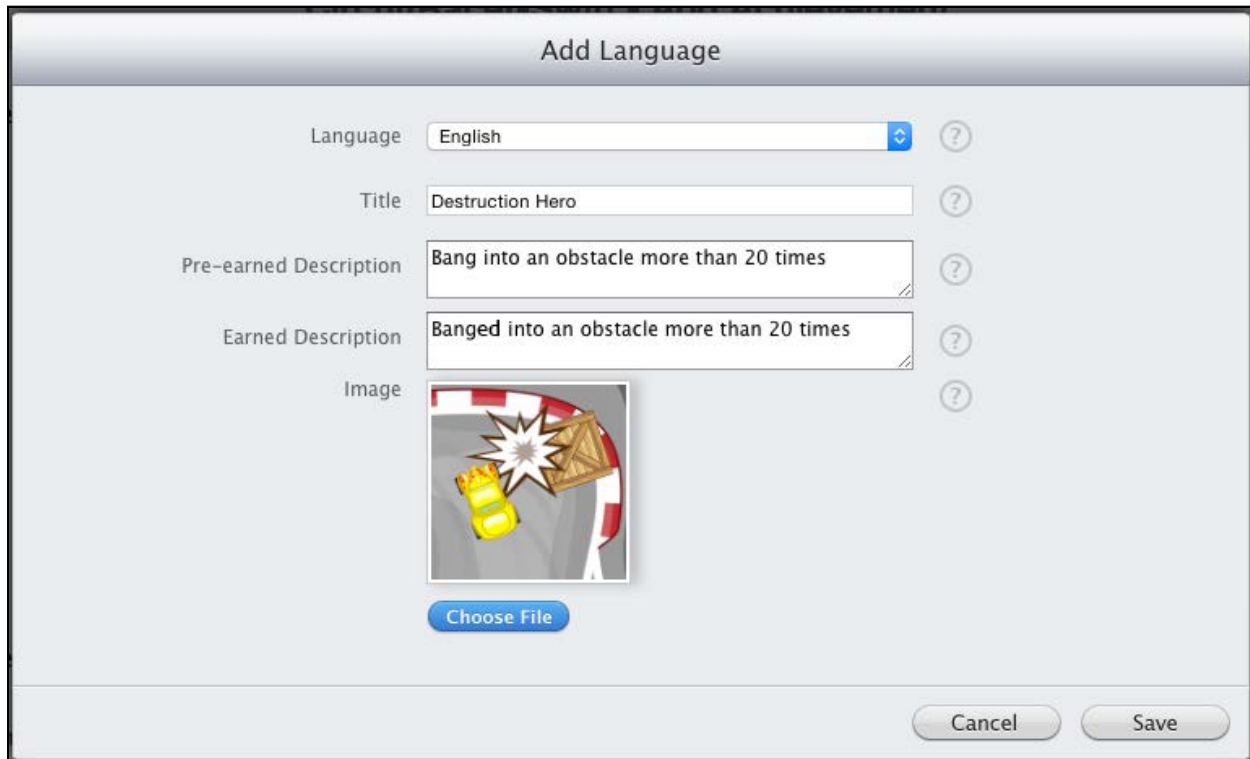 Add Language
Language English ?
Title Destruction Hero ?
Pre-earned Description Bang into an obstacle more than 20 times ?
Earned Description Banged into an obstacle more than 20 times ?
Image ?
Choose File
Cancel Save